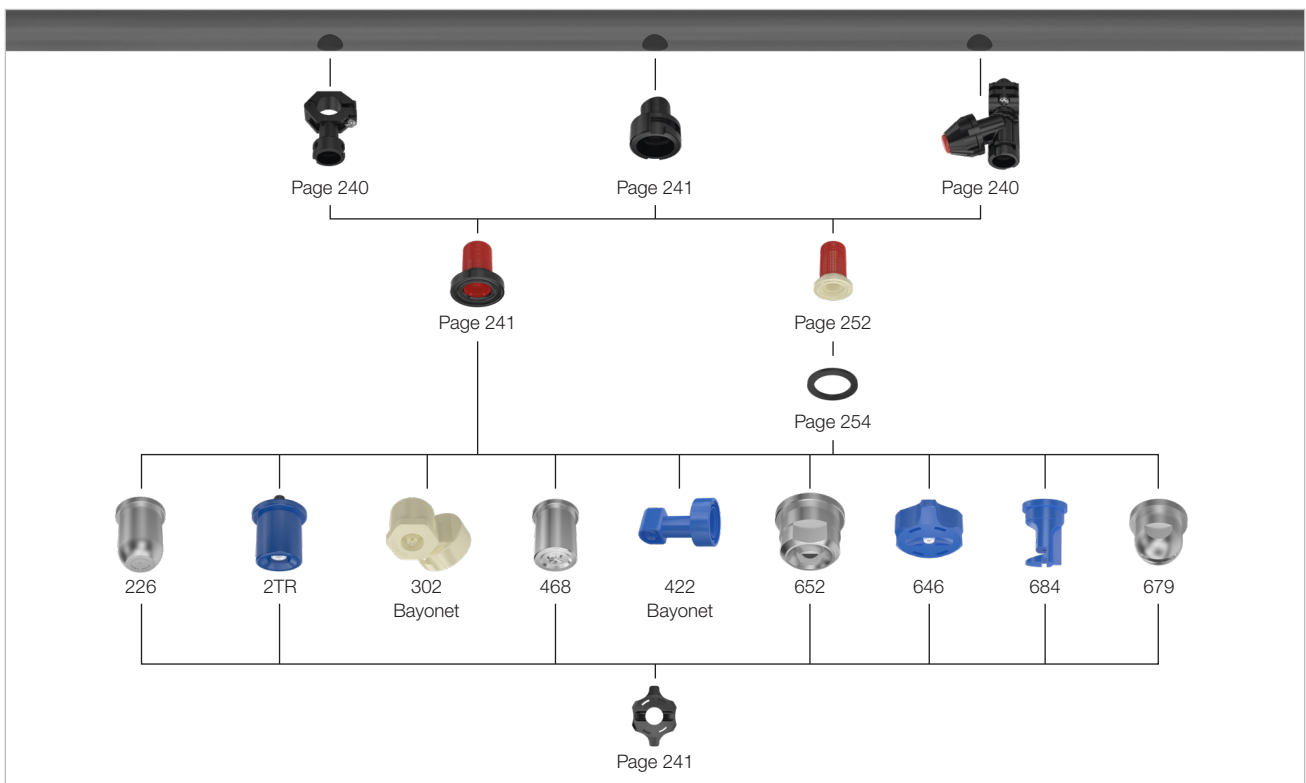 Page 240
Page 241
Page 240
Page 241
Page 252
Page 254
226
2TR
302
Bayonet
468
422
Bayonet
652
646
684
679
Page 241